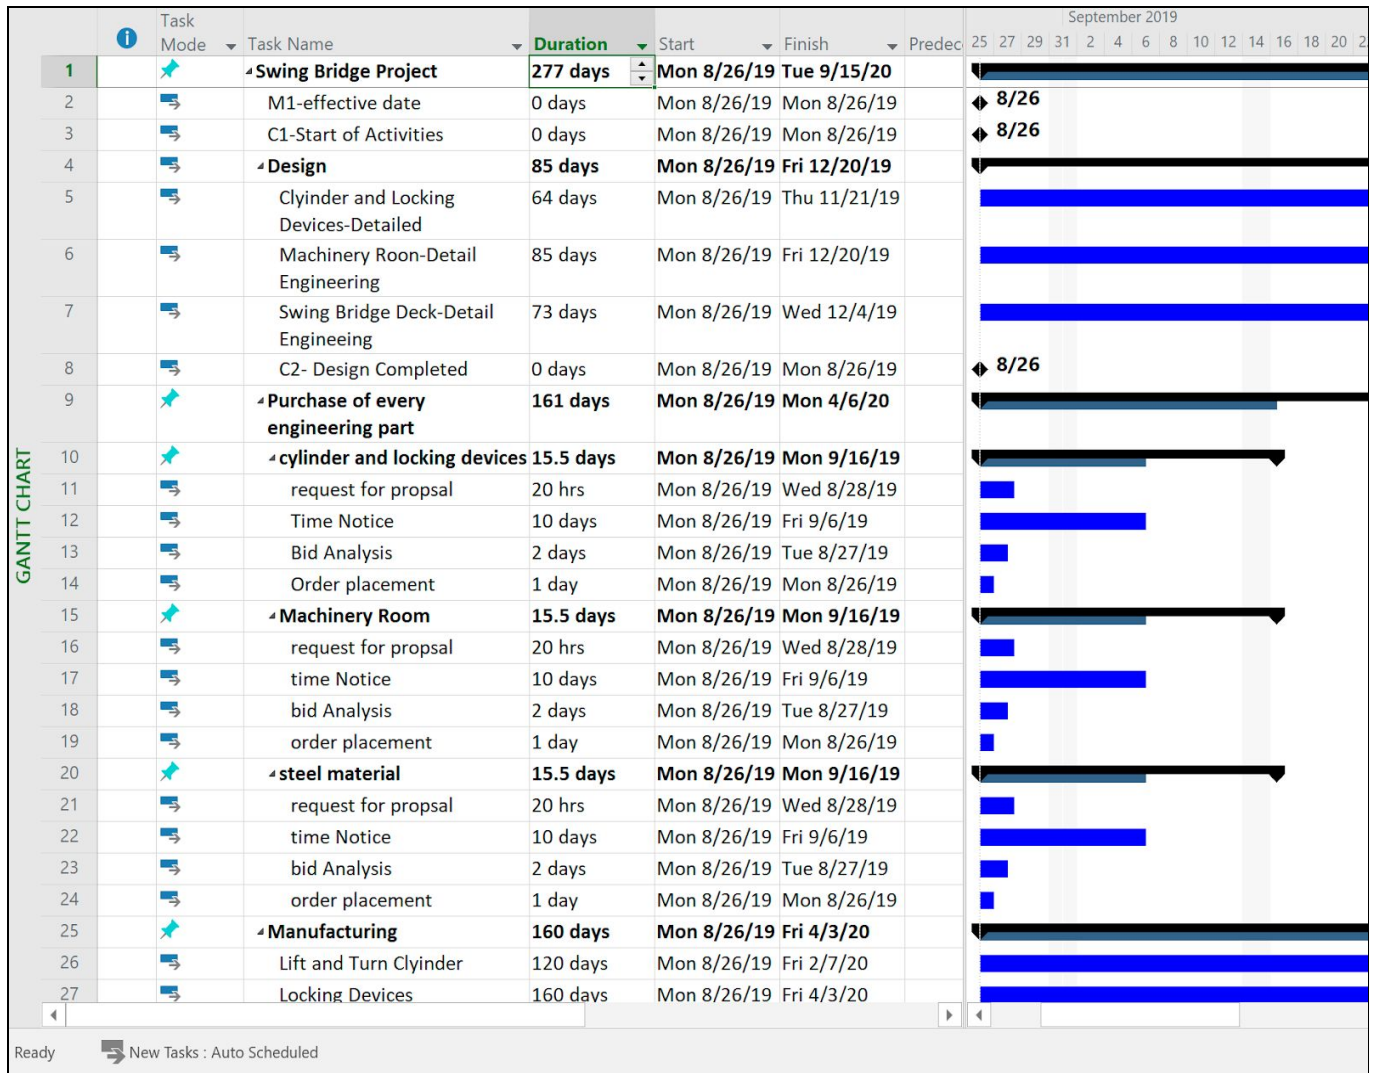 September 2019
Task Mode Task Name Duration Start Finish Predec 25 27 29 31 2 4 6 8 10 12 14 16 18 20 2
1 Swing Bridge Project 277 days Mon 8/26/19 Tue 9/15/20
2 M1-effective date 0 days Mon 8/26/19 Mon 8/26/19 8/26
3 C1-Start of Activities 0 days Mon 8/26/19 Mon 8/26/19 8/26
4 Design 85 days Mon 8/26/19 Fri 12/20/19
5 Clyinder and Locking 64 days Mon 8/26/19 Thu 11/21/19
Devices-Detailed
6 Machinery Roon-Detail 85 days Mon 8/26/19 Fri 12/20/19
Engineering
7 Swing Bridge Deck-Detail 73 days Mon 8/26/19 Wed 12/4/19
Engineeing
8 C2- Design Completed 0 days Mon 8/26/19 Mon 8/26/19 8/26
9 Purchase of every 161 days Mon 8/26/19 Mon 4/6/20
engineering part
10 cylinder and locking devices 15.5 days Mon 8/26/19 Mon 9/16/19
11 request for propsal 20 hrs Mon 8/26/19 Wed 8/28/19
12 Time Notice 10 days Mon 8/26/19 Fri 9/6/19
13 Bid Analysis 2 days Mon 8/26/19 Tue 8/27/19
14 Order placement 1 day Mon 8/26/19 Mon 8/26/19
15 Machinery Room 15.5 days Mon 8/26/19 Mon 9/16/19
16 request for propsal 20 hrs Mon 8/26/19 Wed 8/28/19
17 time Notice 10 days Mon 8/26/19 Fri 9/6/19
18 bid Analysis 2 days Mon 8/26/19 Tue 8/27/19
19 order placement 1 day Mon 8/26/19 Mon 8/26/19
20 steel material 15.5 days Mon 8/26/19 Mon 9/16/19
21 request for propsal 20 hrs Mon 8/26/19 Wed 8/28/19
22 time Notice 10 days Mon 8/26/19 Fri 9/6/19
23 bid Analysis 2 days Mon 8/26/19 Tue 8/27/19
24 order placement 1 day Mon 8/26/19 Mon 8/26/19
25 Manufacturing 160 days Mon 8/26/19 Fri 4/3/20
26 Lift and Turn Clyinder 120 days Mon 8/26/19 Fri 2/7/20
27 Locking Devices 160 days Mon 8/26/19 Fri 4/3/20
GANTT CHART
Ready New Tasks : Auto Scheduled